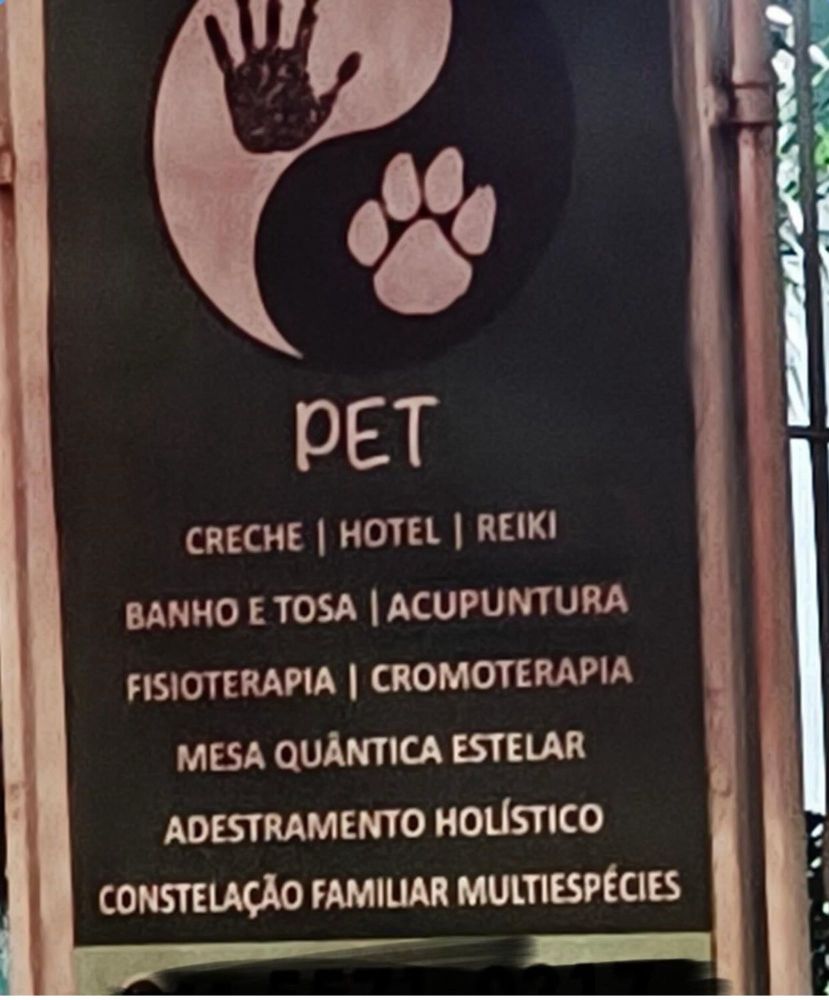 PET
CRECHE | HOTEL | REIKI
BANHO E TOSA | ACUPUNTURA
FISIOTERAPIA | CROMOTERAPIA
MESA QUÂNTICA ESTELAR
ADESTRAMENTO HOLÍSTICO
CONSTELAÇÃO FAMILIAR MULTIESPÉCIES